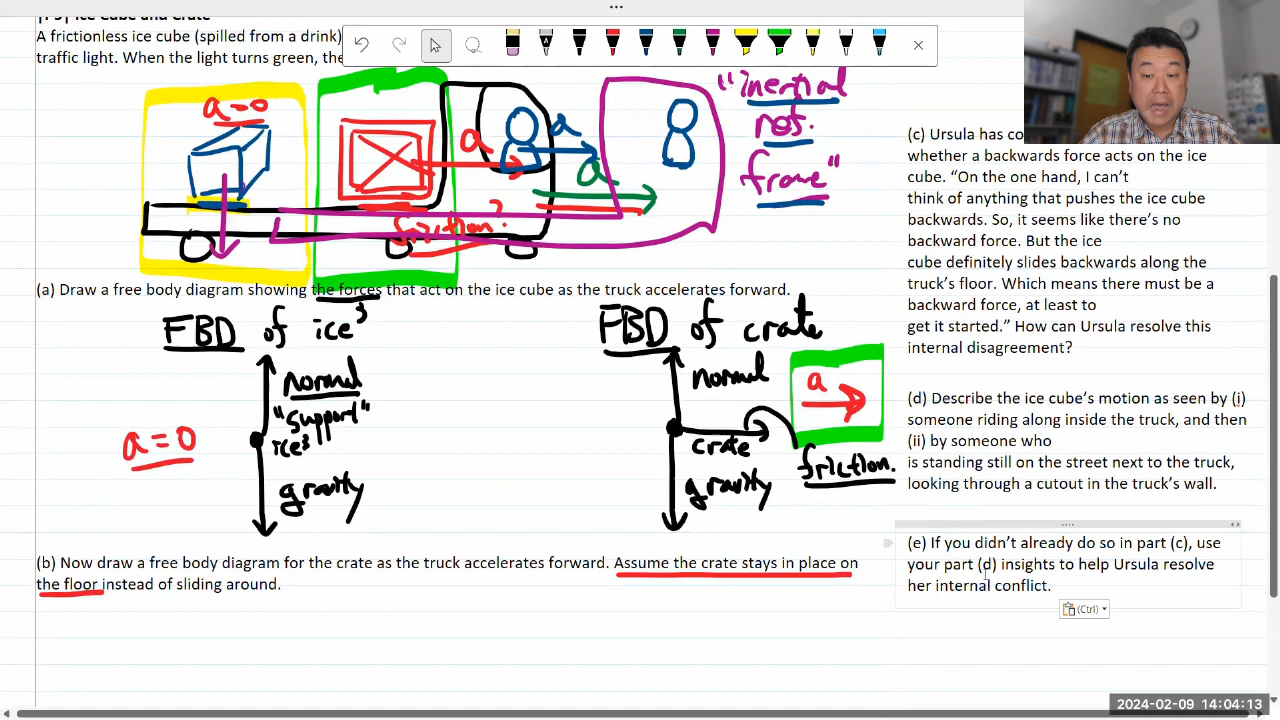 A frictionless ice cube (spilled from a drink)
traffic light. When the light turns green, the
a=0
a
a
a
friction?
"inertial
ref.
frame"
(a) Draw a free body diagram showing the forces that act on the ice cube as the truck accelerates forward.
FBD of ice³
normal
"support"
ice³
gravity
a=0
FBD of crate
normal
crate
gravity
a
friction.
(b) Now draw a free body diagram for the crate as the truck accelerates forward. Assume the crate stays in place on
the floor instead of sliding around.
(c) Ursula has co
whether a backwards force acts on the ice
cube. “On the one hand, I can’t
think of anything that pushes the ice cube
backwards. So, it seems like there’s no
backward force. But the ice
cube definitely slides backwards along the
truck’s floor. Which means there must be a
backward force, at least to
get it started.” How can Ursula resolve this
internal disagreement?
(d) Describe the ice cube’s motion as seen by (i)
someone riding along inside the truck, and then
(ii) by someone who
is standing still on the street next to the truck,
looking through a cutout in the truck’s wall.
(e) If you didn’t already do so in part (c), use
your part (d) insights to help Ursula resolve
her internal conflict.
(Ctrl)
2024-02-09 14:04:13